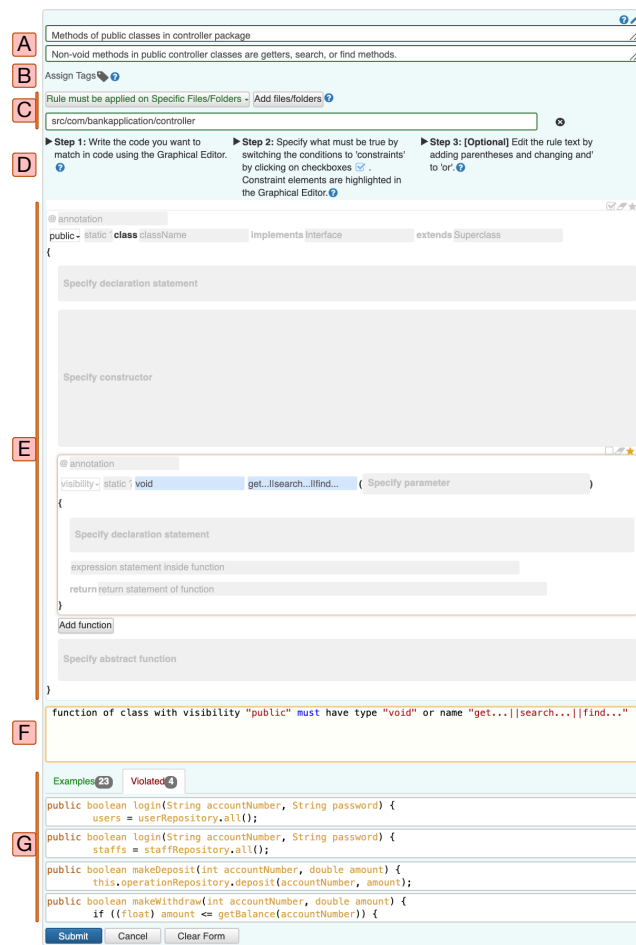 A
Methods of public classes in controller package
Non-void methods in public controller classes are getters, search, or find methods.
B
Assign Tags
C
Rule must be applied on Specific Files/Folders
Add files/folders
src/com/bankapplication/controller
D
Step 1: Write the code you want to
match in code using the Graphical Editor.
Step 2: Specify what must be true by
switching the conditions to 'constraints'
by clicking on checkboxes .
Constraint elements are highlighted in
the Graphical Editor.
Step 3: [Optional] Edit the rule text by
adding parentheses and changing and'
to 'or'.
E
@ annotation
public static ? class className implements Interface extends Superclass
{
Specify declaration statement
Specify constructor
@ annotation
visibility static ? void get...||search...||find... ( Specify parameter )
{
Specify declaration statement
expression statement inside function
return return statement of function
}
Add function
Specify abstract function
}
F
function of class with visibility "public" must have type "void" or name "get...||search...||find..."
G
Examples 23 Violated 4
public boolean login(String accountNumber, String password) {
users = userRepository.all();
public boolean login(String accountNumber, String password) {
staffs = staffRepository.all();
public boolean makeDeposit(int accountNumber, double amount) {
this.operationRepository.deposit(accountNumber, amount);
public boolean makeWithdraw(int accountNumber, double amount) {
if ((float) amount <= getBalance(accountNumber)) {
Submit Cancel Clear Form